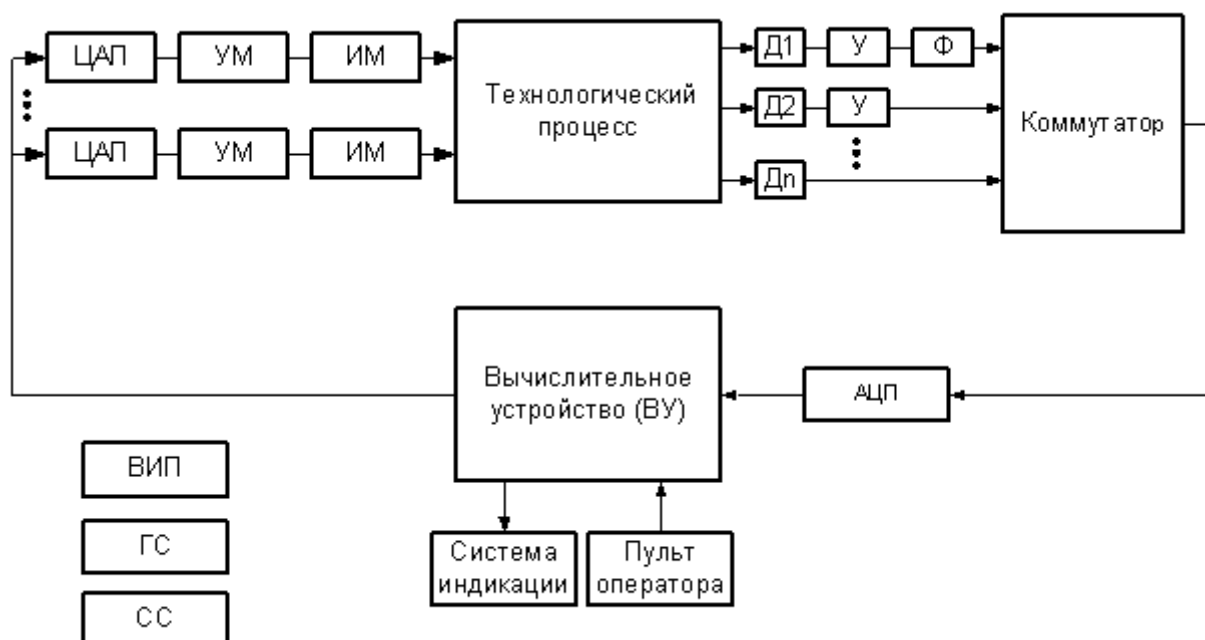 ЦАП УМ ИМ
Технологический
процесс
Д1 У Ф
Коммутатор
ЦАП УМ ИМ
Д2 У
Дn
Вычислительное
устройство (ВУ)
АЦП
ВИП
ГС
СС
Система
индикации
Пульт
оператора